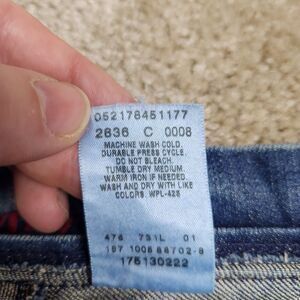 052178451177
2836 C 0008
MACHINE WASH COLD.
DURABLE PRESS CYCLE.
DO NOT BLEACH.
TUMBLE DRY MEDIUM.
WARM IRON IF NEEDED.
WASH AND DRY WITH LIKE
COLORS. WPL-423
476 731L 01
197 1008 88702-8
175130222